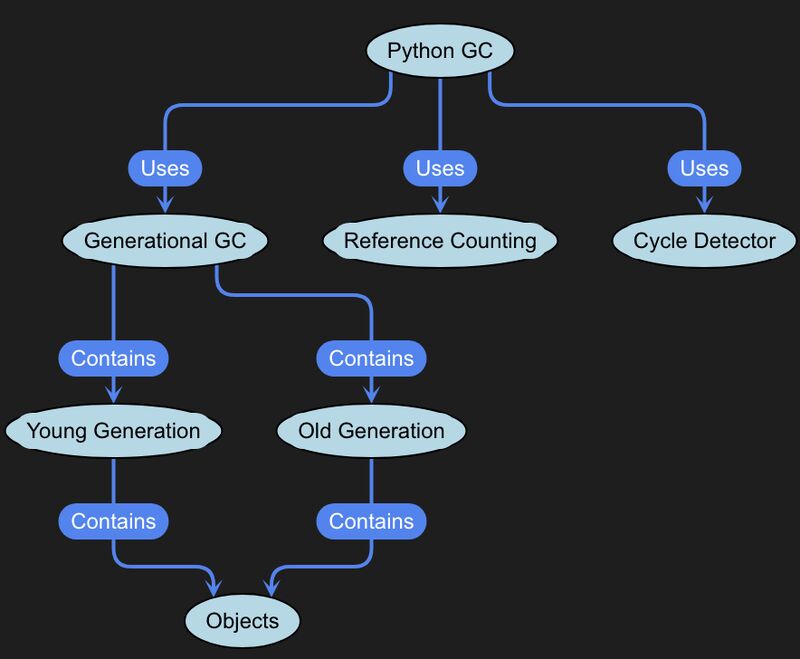 Python GC
Uses
Uses
Uses
Generational GC
Reference Counting
Cycle Detector
Contains
Contains
Young Generation
Old Generation
Contains
Contains
Objects